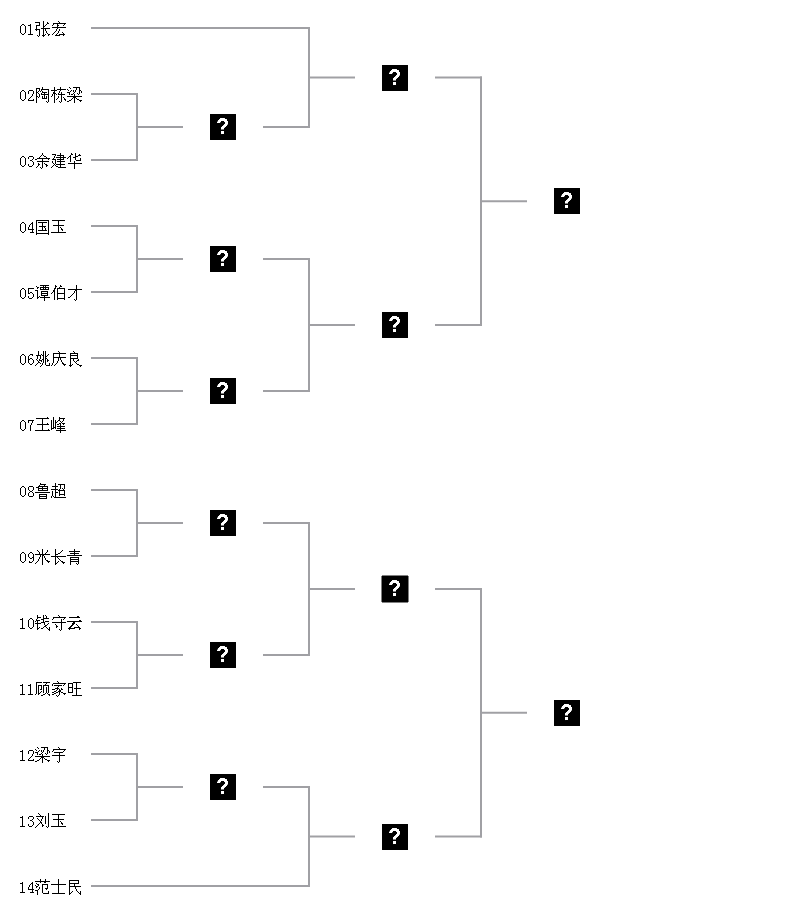 01张宏
?
02陶栋梁
?
03余建华
?
04国玉
?
05谭伯才
?
06姚庆良
?
07王峰
08鲁超
?
09米长青
?
10钱守云
?
11顾家旺
?
12梁宇
?
13刘玉
?
14范士民